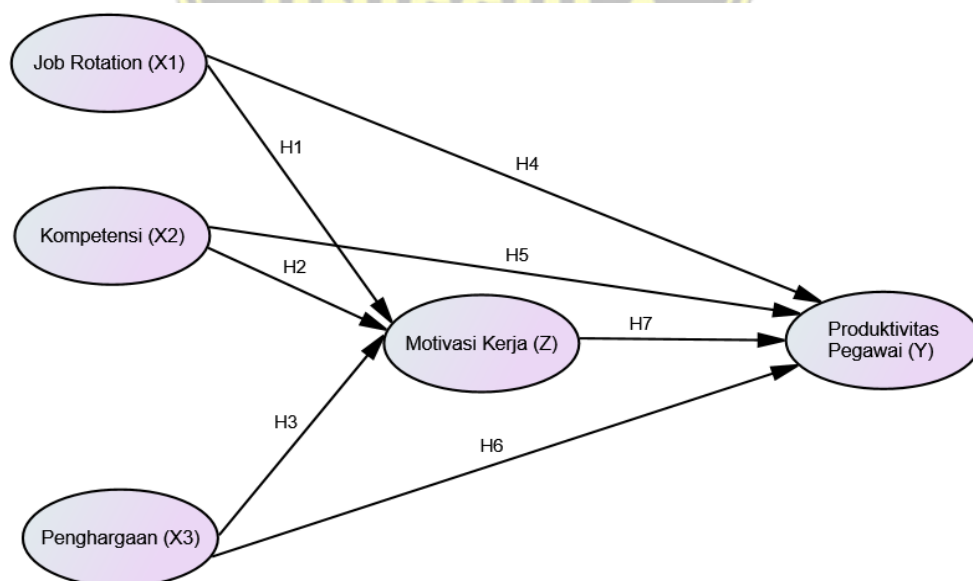 Job Rotation (X1)
H1
H4
Kompetensi (X2)
H5
H2
Motivasi Kerja (Z)
H7
Produktivitas
Pegawai (Y)
H3
H6
Penghargaan (X3)